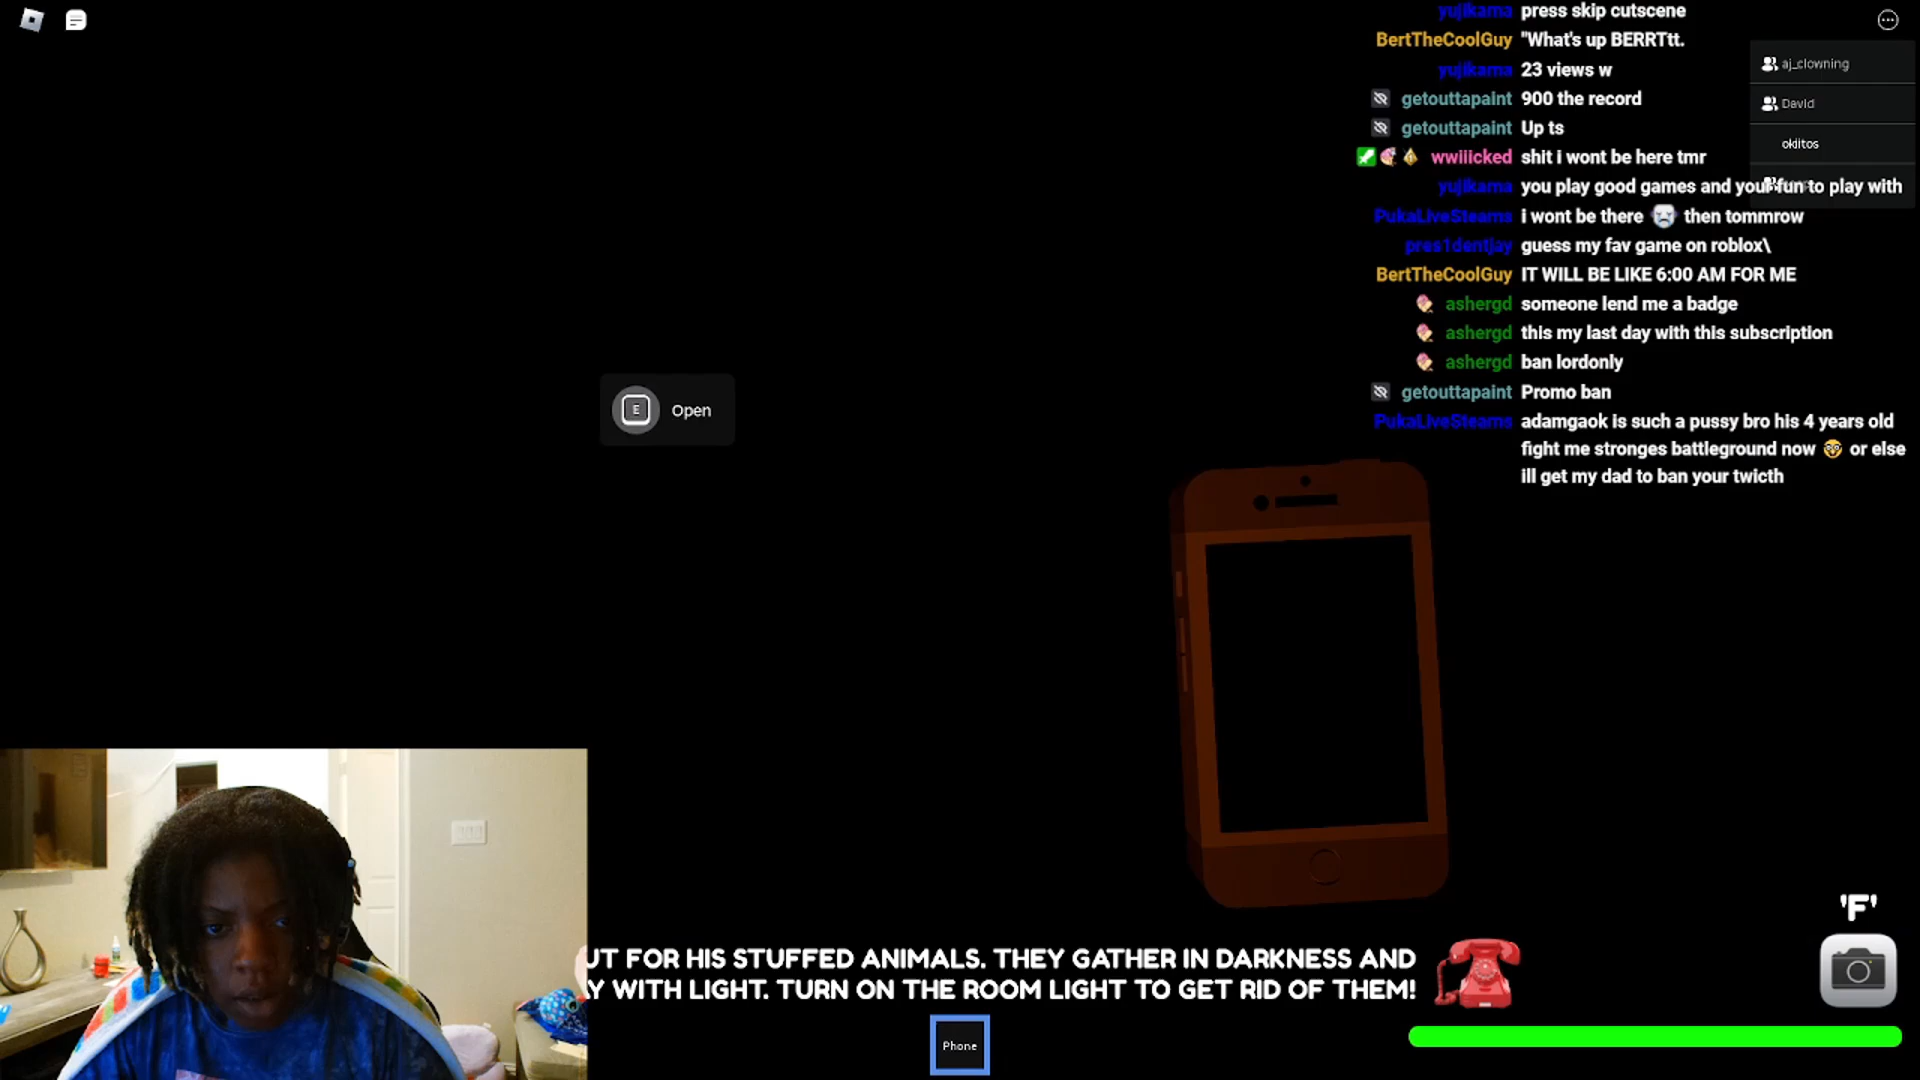 yujikama press skip cutscene
BertTheCoolGuy "What's up BERRTtt.
yujikama 23 views w
getouttapaint 900 the record
getouttapaint Up ts
wwiiicked shit i wont be here tmr
yujikama you play good games and your fun to play with
PukaLiveSteams i wont be there then tommrow
pres1dentjay guess my fav game on roblox\
BertTheCoolGuy IT WILL BE LIKE 6:00 AM FOR ME
ashergd someone lend me a badge
ashergd this my last day with this subscription
ashergd ban lordonly
getouttapaint Promo ban
PukaLiveSteams adamgaok is such a pussy bro his 4 years old
fight me stronges battleground now or else
ill get my dad to ban your twicth
aj_clowning
David
okiitos
E Open
UT FOR HIS STUFFED ANIMALS. THEY GATHER IN DARKNESS AND
Y WITH LIGHT. TURN ON THE ROOM LIGHT TO GET RID OF THEM!
'F'
Phone